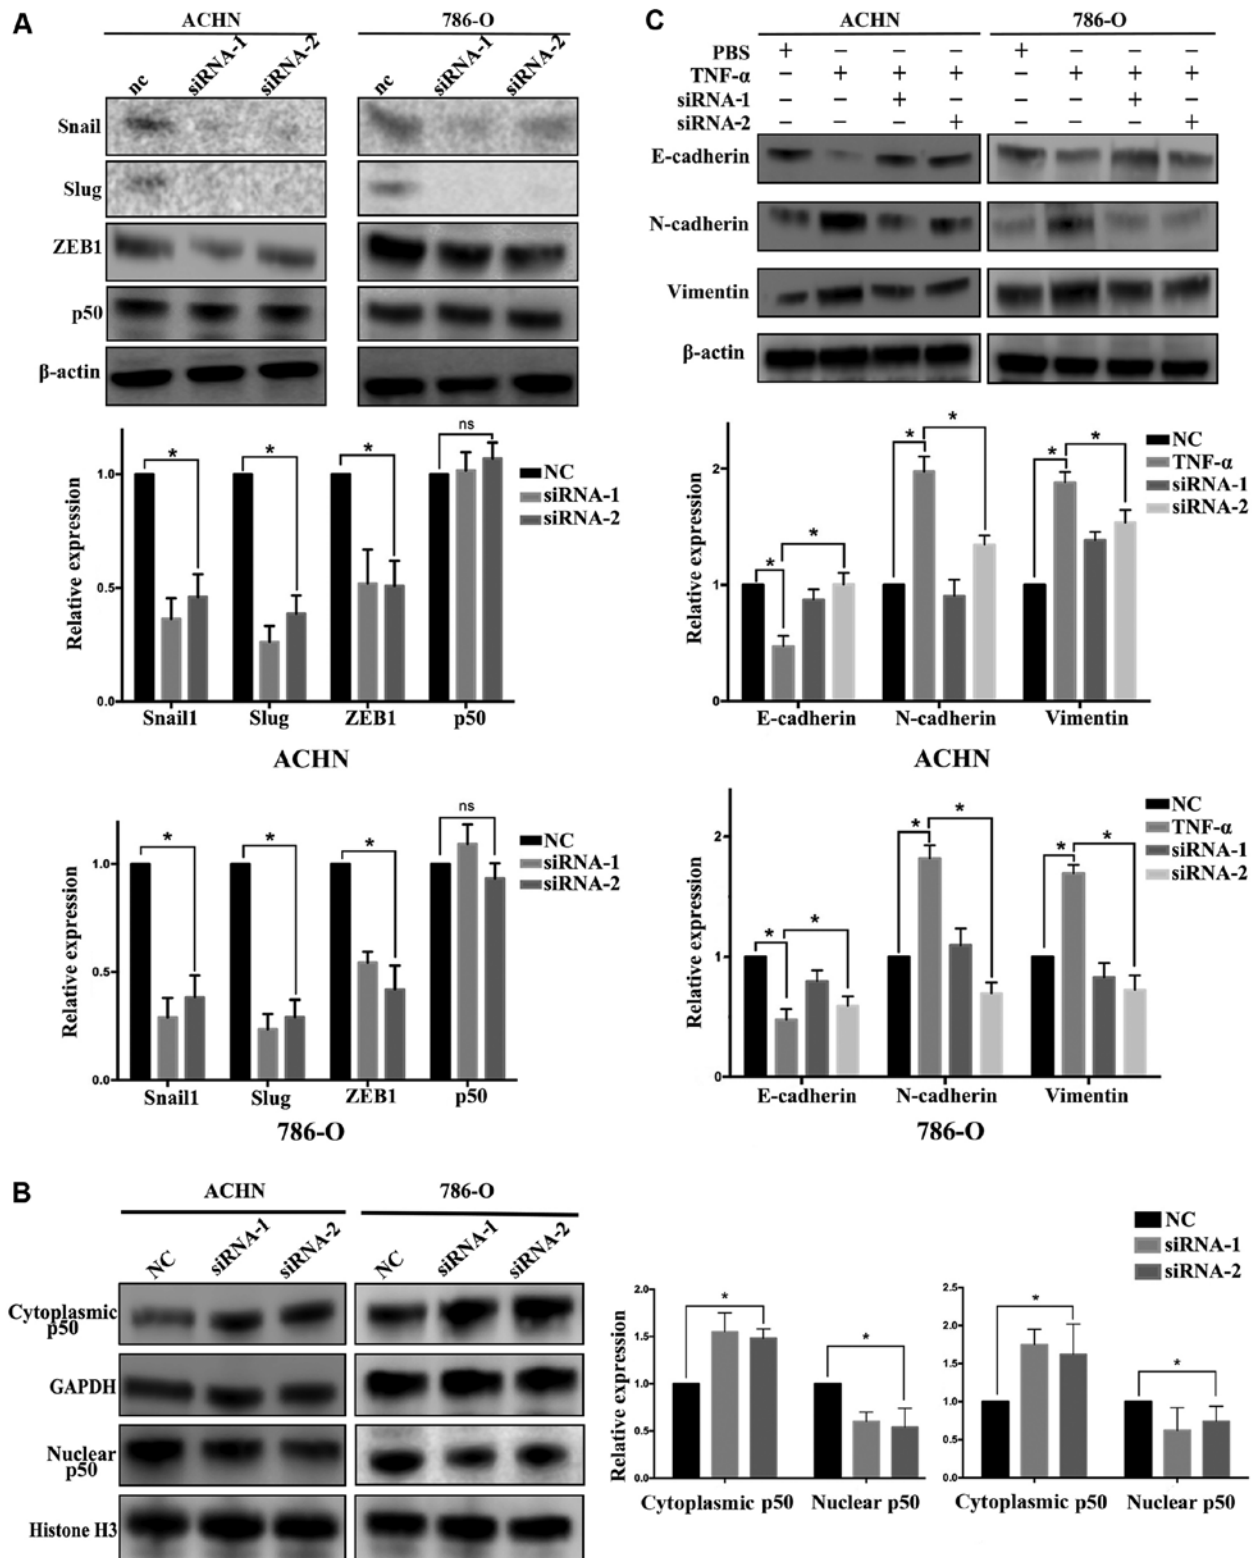 A
ACHN
786-O
nc
siRNA-1
siRNA-2
nc
siRNA-1
siRNA-2
Snail
Slug
ZEB1
p50
β-actin
1.0
0.5
0.0
Relative expression
*
*
*
ns
NC
siRNA-1
siRNA-2
Snail1
Slug
ZEB1
p50
ACHN
1.0
0.5
0.0
Relative expression
*
*
*
ns
NC
siRNA-1
siRNA-2
Snail1
Slug
ZEB1
p50
786-O
C
ACHN
786-O
PBS + − − − + − − −
TNF-α − + + + − + + +
siRNA-1 − − + − − − + −
siRNA-2 − − − + − − − +
E-cadherin
N-cadherin
Vimentin
β-actin
2
1
0
Relative expression
*
*
*
*
*
*
NC
TNF-α
siRNA-1
siRNA-2
E-cadherin
N-cadherin
Vimentin
ACHN
2
1
0
Relative expression
*
*
*
*
*
*
NC
TNF-α
siRNA-1
siRNA-2
E-cadherin
N-cadherin
Vimentin
786-O
B
ACHN
786-O
NC
siRNA-1
siRNA-2
NC
siRNA-1
siRNA-2
Cytoplasmic
p50
GAPDH
Nuclear
p50
Histone H3
NC
siRNA-1
siRNA-2
2.0
1.5
1.0
0.5
0.0
Relative expression
*
*
Cytoplasmic p50
Nuclear p50
2.5
2.0
1.5
1.0
0.5
0.0
*
*
Cytoplasmic p50
Nuclear p50